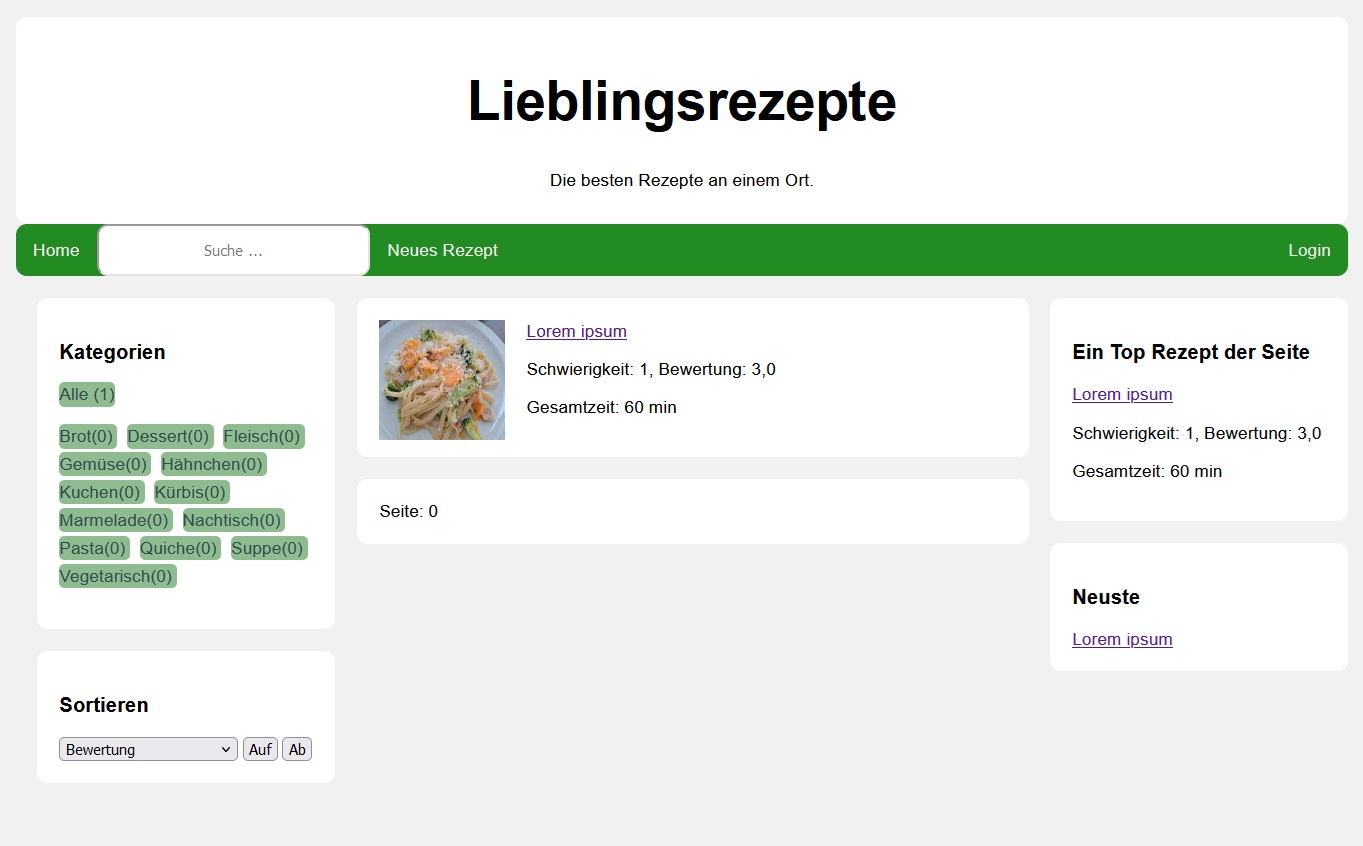 Lieblingsrezepte
Die besten Rezepte an einem Ort.
Home Suche … Neues Rezept Login
Kategorien
Alle (1)
Brot(0) Dessert(0) Fleisch(0)
Gemüse(0) Hähnchen(0)
Kuchen(0) Kürbis(0)
Marmelade(0) Nachtisch(0)
Pasta(0) Quiche(0) Suppe(0)
Vegetarisch(0)
Sortieren
Bewertung Auf Ab
Lorem ipsum
Schwierigkeit: 1, Bewertung: 3,0
Gesamtzeit: 60 min
Seite: 0
Ein Top Rezept der Seite
Lorem ipsum
Schwierigkeit: 1, Bewertung: 3,0
Gesamtzeit: 60 min
Neuste
Lorem ipsum